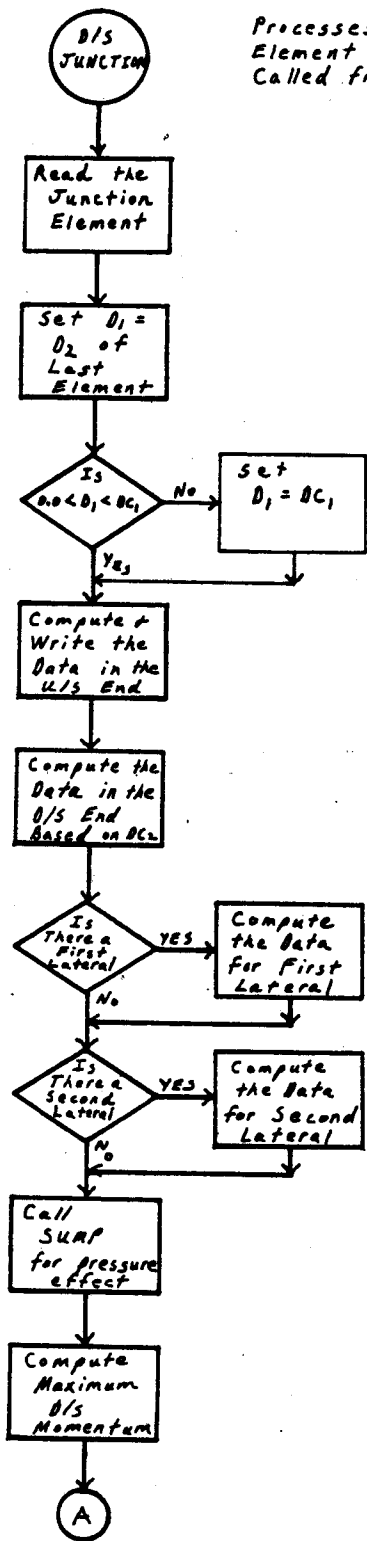 D/S
JUNCTION
Processes
Element
Called fr
Read the
Junction
Element
Set D1 =
D2 of
Last
Element
Is
0.0 < D1 < DC1
No
Set
D1 = DC1
YES
Compute &
Write the
Data in the
U/S End
Compute the
Data in the
D/S End
Based on DC2
Is
There a
First
Lateral
YES
Compute
the Data
for First
Lateral
No
Is
There a
Second
Lateral
YES
Compute
the Data
for Second
Lateral
No
Call
SUMP
for pressure
effect
Compute
Maximum
D/S
Momentum
A